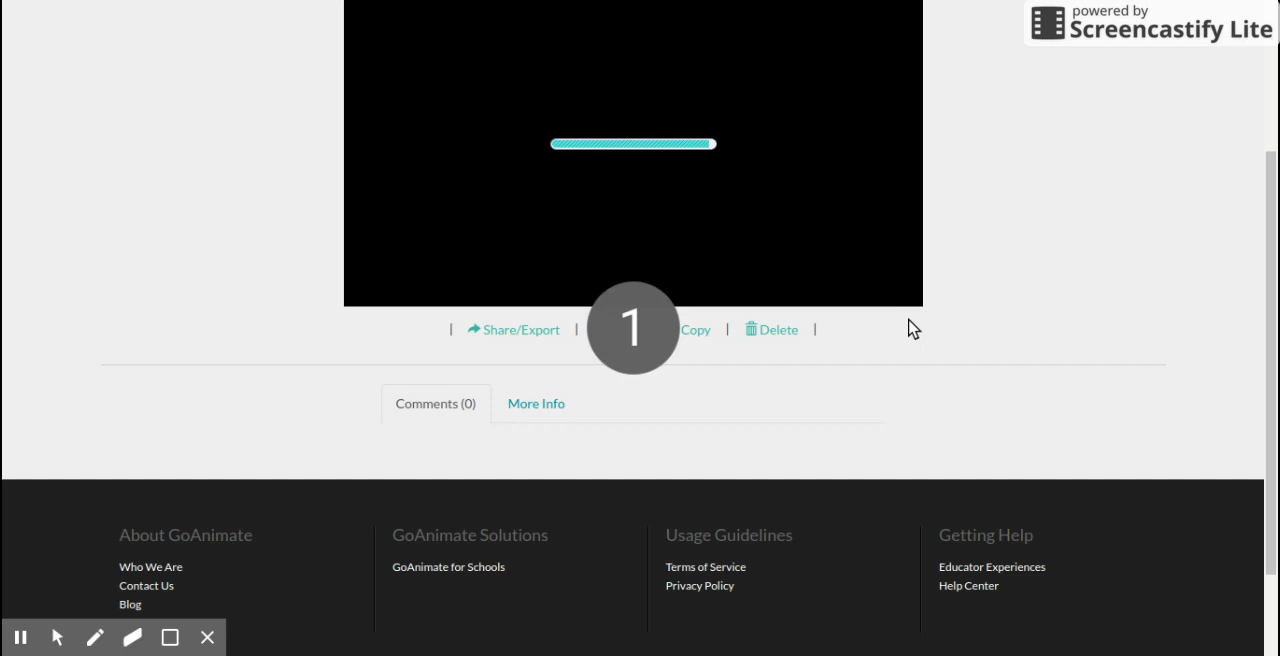 powered by
Screencastify Lite
| Share/Export | Copy | Delete |
1
Comments (0) More Info
About GoAnimate
Who We Are
Contact Us
Blog
GoAnimate Solutions
GoAnimate for Schools
Usage Guidelines
Terms of Service
Privacy Policy
Getting Help
Educator Experiences
Help Center